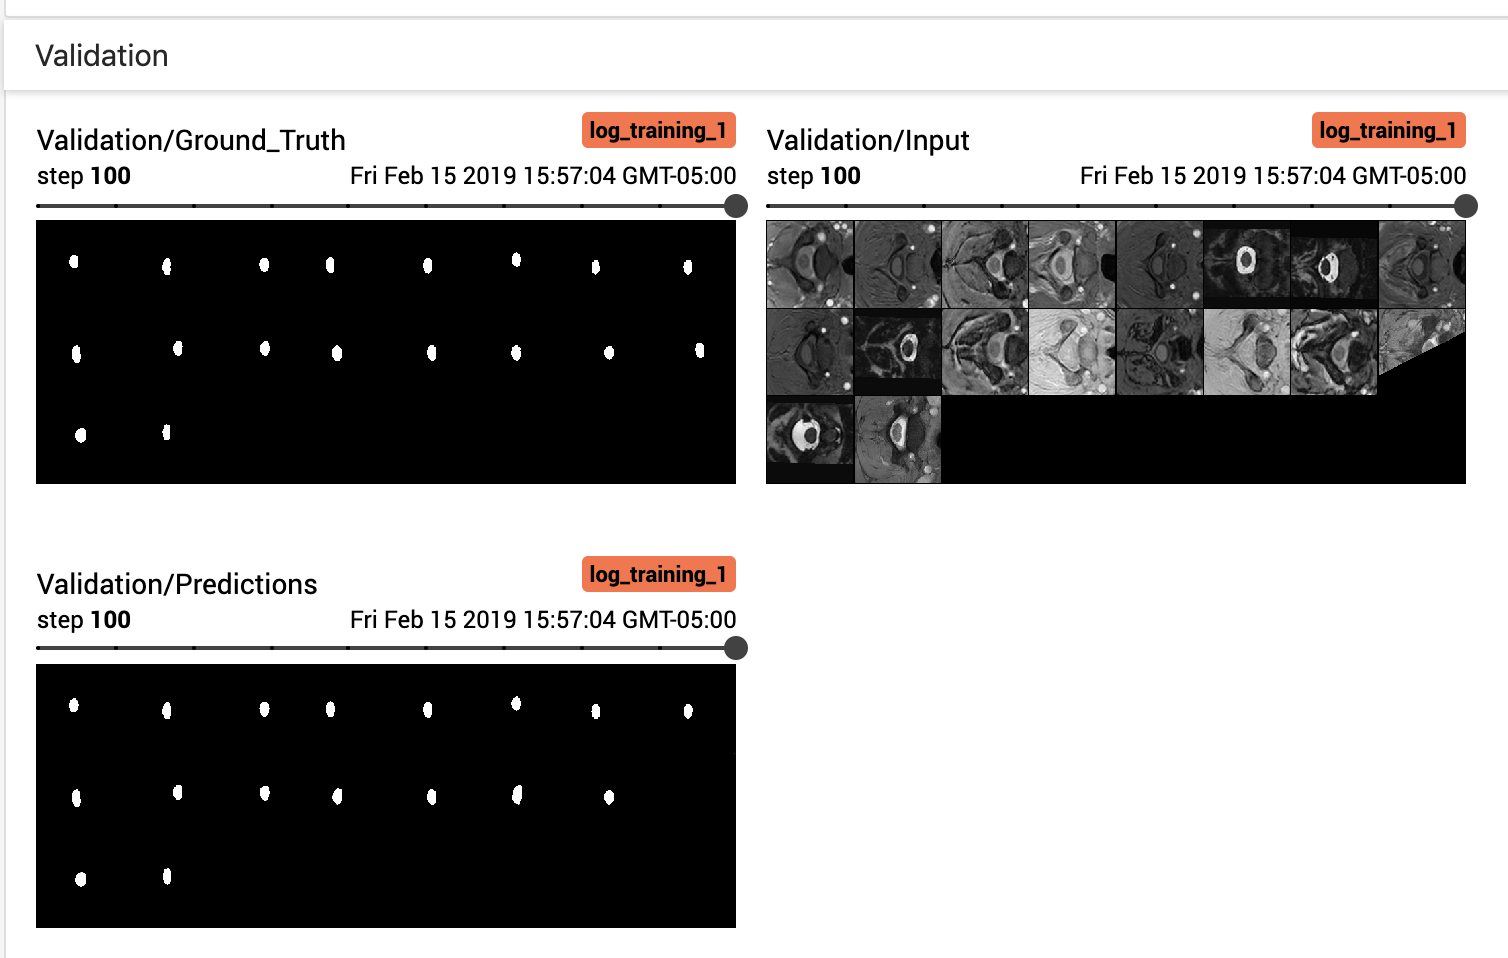 Validation
Validation/Ground_Truth
log_training_1
step 100
Fri Feb 15 2019 15:57:04 GMT-05:00
Validation/Input
log_training_1
step 100
Fri Feb 15 2019 15:57:04 GMT-05:00
Validation/Predictions
log_training_1
step 100
Fri Feb 15 2019 15:57:04 GMT-05:00